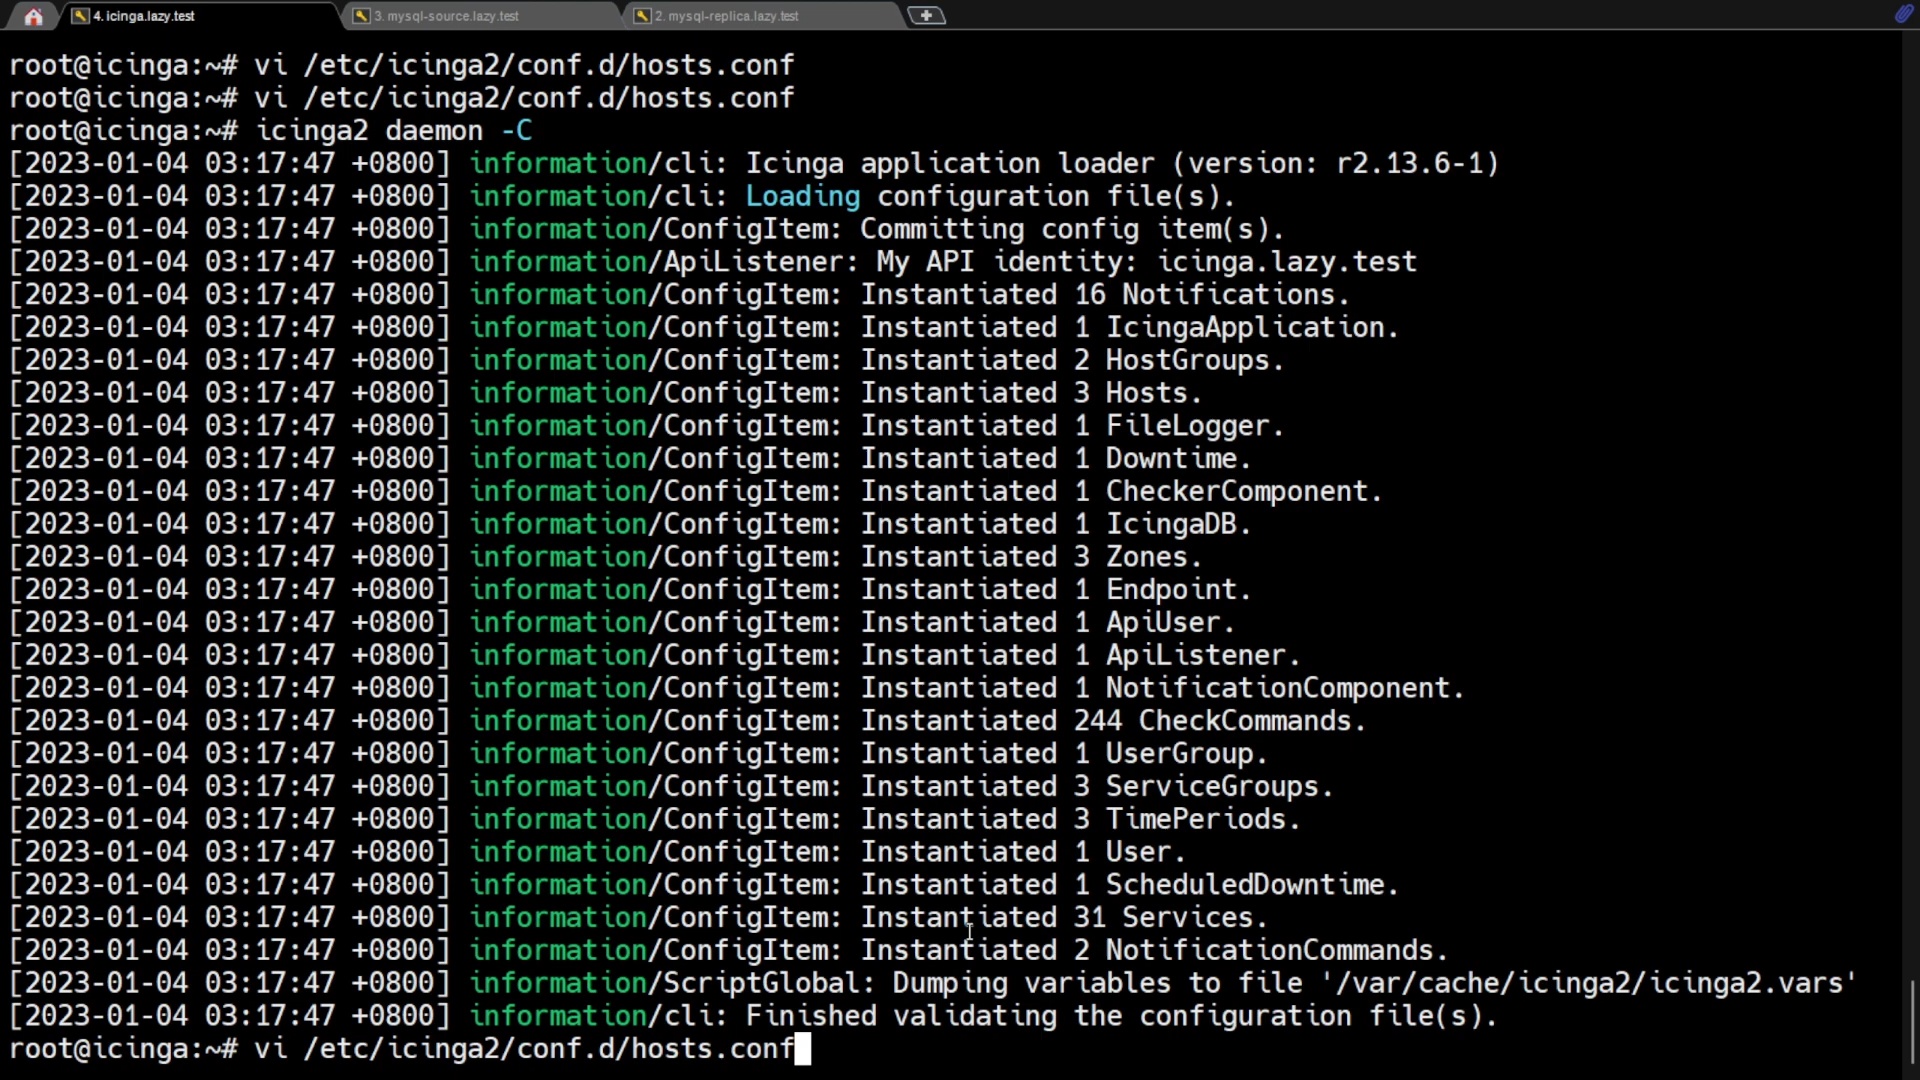 4. icinga.lazy.test
3. mysql-source.lazy.test
2. mysql-replica.lazy.test
root@icinga:~# vi /etc/icinga2/conf.d/hosts.conf
root@icinga:~# vi /etc/icinga2/conf.d/hosts.conf
root@icinga:~# icinga2 daemon -C
[2023-01-04 03:17:47 +0800] information/cli: Icinga application loader (version: r2.13.6-1)
[2023-01-04 03:17:47 +0800] information/cli: Loading configuration file(s).
[2023-01-04 03:17:47 +0800] information/ConfigItem: Committing config item(s).
[2023-01-04 03:17:47 +0800] information/ApiListener: My API identity: icinga.lazy.test
[2023-01-04 03:17:47 +0800] information/ConfigItem: Instantiated 16 Notifications.
[2023-01-04 03:17:47 +0800] information/ConfigItem: Instantiated 1 IcingaApplication.
[2023-01-04 03:17:47 +0800] information/ConfigItem: Instantiated 2 HostGroups.
[2023-01-04 03:17:47 +0800] information/ConfigItem: Instantiated 3 Hosts.
[2023-01-04 03:17:47 +0800] information/ConfigItem: Instantiated 1 FileLogger.
[2023-01-04 03:17:47 +0800] information/ConfigItem: Instantiated 1 Downtime.
[2023-01-04 03:17:47 +0800] information/ConfigItem: Instantiated 1 CheckerComponent.
[2023-01-04 03:17:47 +0800] information/ConfigItem: Instantiated 1 IcingaDB.
[2023-01-04 03:17:47 +0800] information/ConfigItem: Instantiated 3 Zones.
[2023-01-04 03:17:47 +0800] information/ConfigItem: Instantiated 1 Endpoint.
[2023-01-04 03:17:47 +0800] information/ConfigItem: Instantiated 1 ApiUser.
[2023-01-04 03:17:47 +0800] information/ConfigItem: Instantiated 1 ApiListener.
[2023-01-04 03:17:47 +0800] information/ConfigItem: Instantiated 1 NotificationComponent.
[2023-01-04 03:17:47 +0800] information/ConfigItem: Instantiated 244 CheckCommands.
[2023-01-04 03:17:47 +0800] information/ConfigItem: Instantiated 1 UserGroup.
[2023-01-04 03:17:47 +0800] information/ConfigItem: Instantiated 3 ServiceGroups.
[2023-01-04 03:17:47 +0800] information/ConfigItem: Instantiated 3 TimePeriods.
[2023-01-04 03:17:47 +0800] information/ConfigItem: Instantiated 1 User.
[2023-01-04 03:17:47 +0800] information/ConfigItem: Instantiated 1 ScheduledDowntime.
[2023-01-04 03:17:47 +0800] information/ConfigItem: Instantiated 31 Services.
[2023-01-04 03:17:47 +0800] information/ConfigItem: Instantiated 2 NotificationCommands.
[2023-01-04 03:17:47 +0800] information/ScriptGlobal: Dumping variables to file '/var/cache/icinga2/icinga2.vars'
[2023-01-04 03:17:47 +0800] information/cli: Finished validating the configuration file(s).
root@icinga:~# vi /etc/icinga2/conf.d/hosts.conf